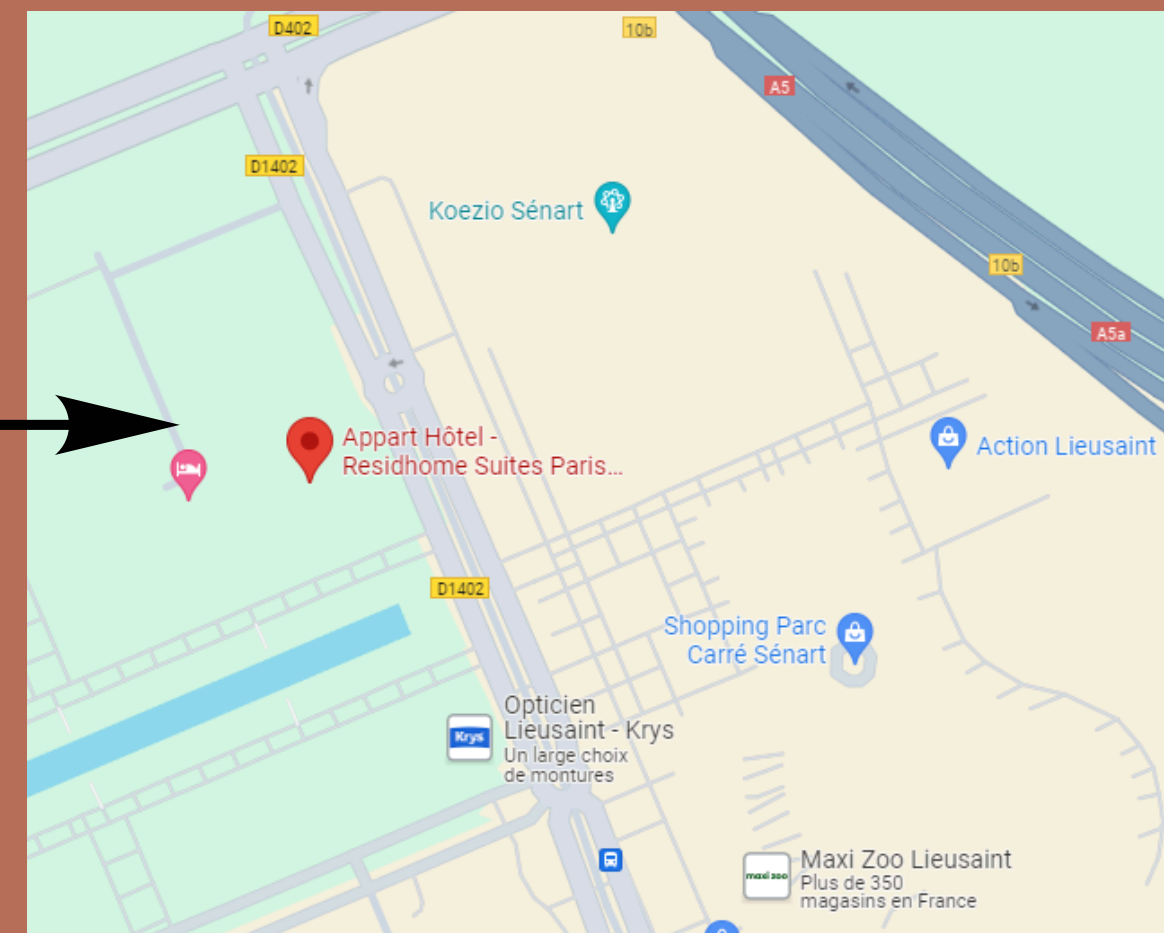 D402
10b
A5
D1402
Koezio Sénart
10b
A5a
Appart Hôtel -
Residhome Suites Paris...
Action Lieusaint
D1402
Shopping Parc
Carré Sénart
Opticien
Lieusaint - Krys
Krys
Un large choix
de montures
Maxi Zoo Lieusaint
maxi zoo
Plus de 350
magasins en France